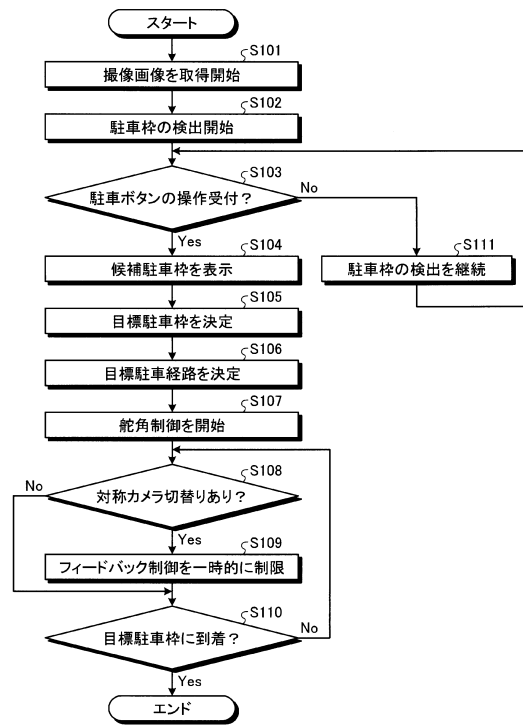 スタート
S101
撮像画像を取得開始
S102
駐車枠の検出開始
S103
駐車ボタンの操作受付？
No
Yes
S104
候補駐車枠を表示
S111
駐車枠の検出を継続
S105
目標駐車枠を決定
S106
目標駐車経路を決定
S107
舵角制御を開始
S108
No
対称カメラ切替りあり？
Yes
S109
フィードバック制御を一時的に制限
S110
目標駐車枠に到着？
No
Yes
エンド